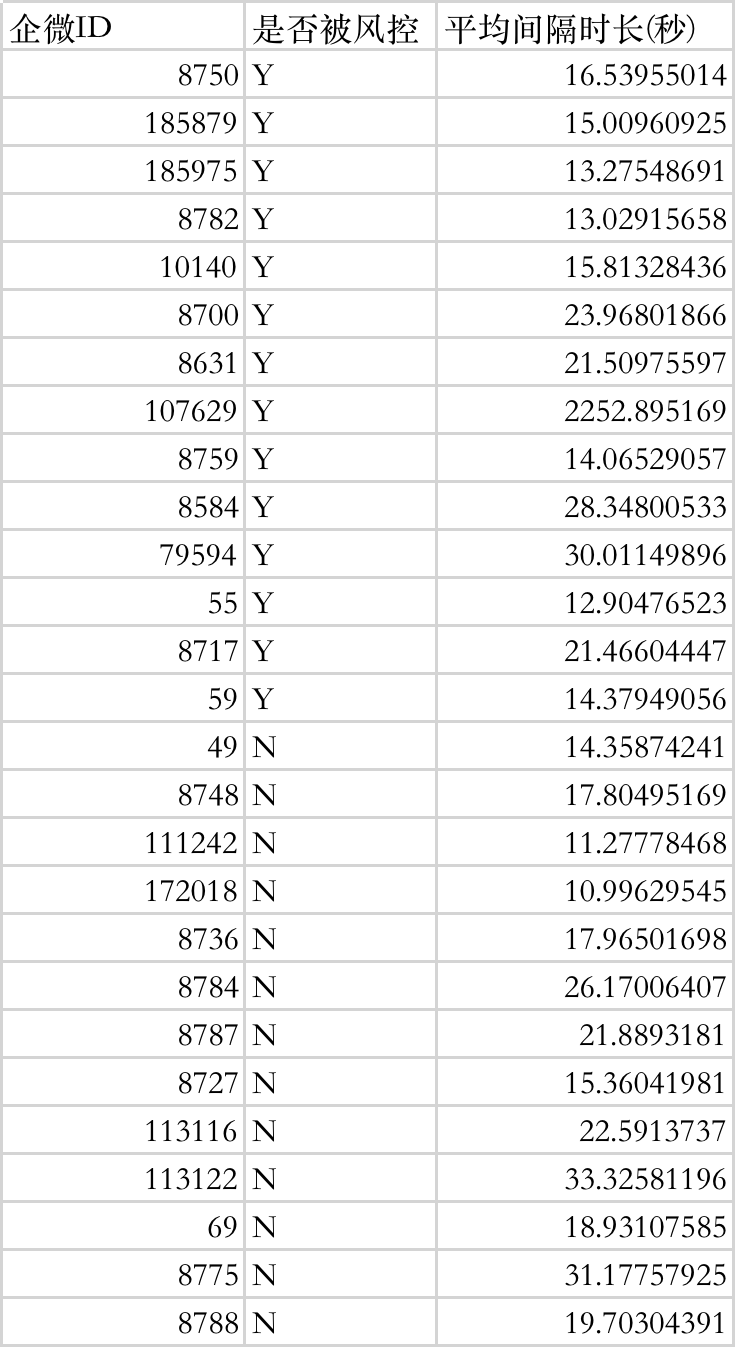 企微ID 是否被风控 平均间隔时长(秒)
8750 Y 16.53955014
185879 Y 15.00960925
185975 Y 13.27548691
8782 Y 13.02915658
10140 Y 15.81328436
8700 Y 23.96801866
8631 Y 21.50975597
107629 Y 2252.895169
8759 Y 14.06529057
8584 Y 28.34800533
79594 Y 30.01149896
55 Y 12.90476523
8717 Y 21.46604447
59 Y 14.37949056
49 N 14.35874241
8748 N 17.80495169
111242 N 11.27778468
172018 N 10.99629545
8736 N 17.96501698
8784 N 26.17006407
8787 N 21.8893181
8727 N 15.36041981
113116 N 22.5913737
113122 N 33.32581196
69 N 18.93107585
8775 N 31.17757925
8788 N 19.70304391